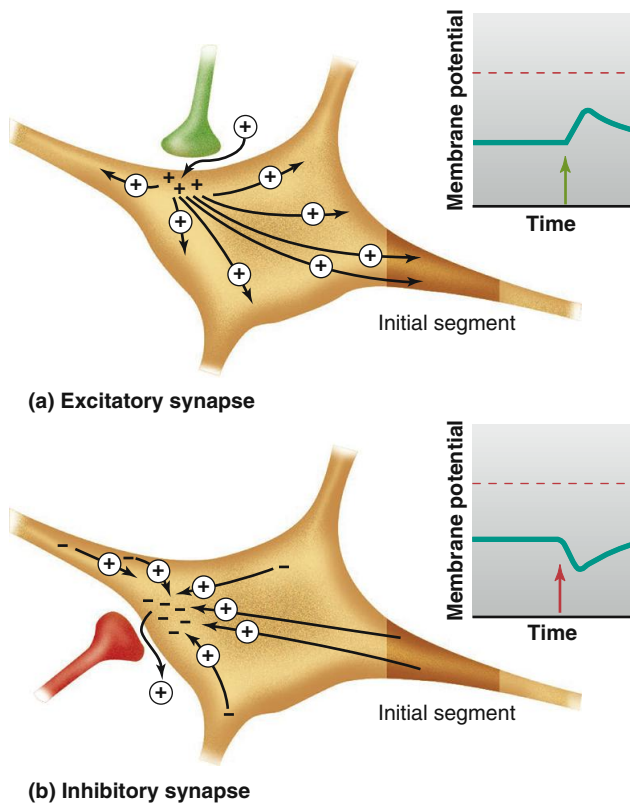 Membrane potential
Time
Initial segment
(a) Excitatory synapse
Membrane potential
Time
Initial segment
(b) Inhibitory synapse